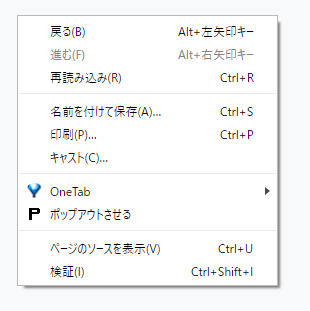 戻る(B) Alt+左矢印キー
進む(F) Alt+右矢印キー
再読み込み(R) Ctrl+R
名前を付けて保存(A)... Ctrl+S
印刷(P)... Ctrl+P
キャスト(C)...
OneTab
P ポップアウトさせる
ページのソースを表示(V) Ctrl+U
検証(I) Ctrl+Shift+I